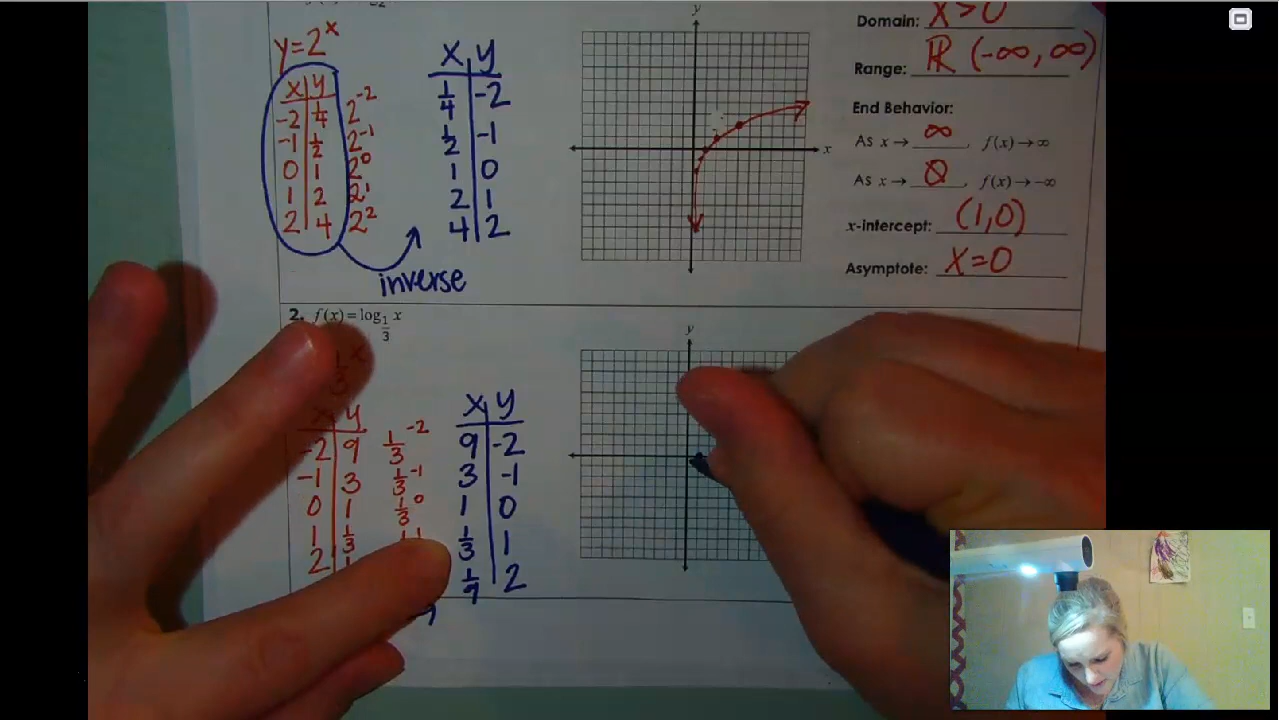 y=2^x
x | y
-2 | 1/4 2^-2
-1 | 1/2 2^-1
0 | 1 2^0
1 | 2 2^1
2 | 4 2^2
inverse
x | y
1/4 | -2
1/2 | -1
1 | 0
2 | 1
4 | 2
y
x
Domain: x>0
Range: ℝ (-∞, ∞)
End Behavior:
As x→ ∞, f(x)→∞
As x→ 0, f(x)→-∞
x-intercept: (1,0)
Asymptote: x=0
2. f(x) = log_1/3 x
1/3^x
x | y
-2 | 9 1/3^-2
-1 | 3 1/3^-1
0 | 1 1/3^0
1 | 1/3
2
x | y
9 | -2
3 | -1
1 | 0
1/3 | 1
1/9 | 2
y